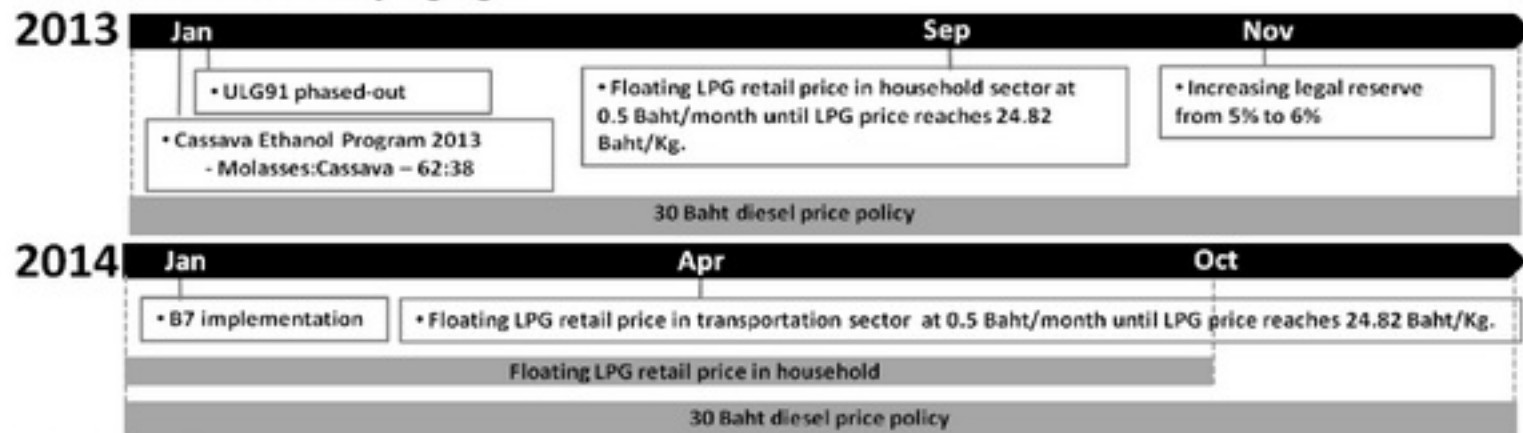 2013 Jan Sep Nov
• ULG91 phased-out
• Cassava Ethanol Program 2013
- Molasses:Cassava – 62:38
• Floating LPG retail price in household sector at
0.5 Baht/month until LPG price reaches 24.82
Baht/Kg.
• Increasing legal reserve
from 5% to 6%
30 Baht diesel price policy
2014 Jan Apr Oct
• B7 implementation
• Floating LPG retail price in transportation sector at 0.5 Baht/month until LPG price reaches 24.82 Baht/Kg.
Floating LPG retail price in household
30 Baht diesel price policy